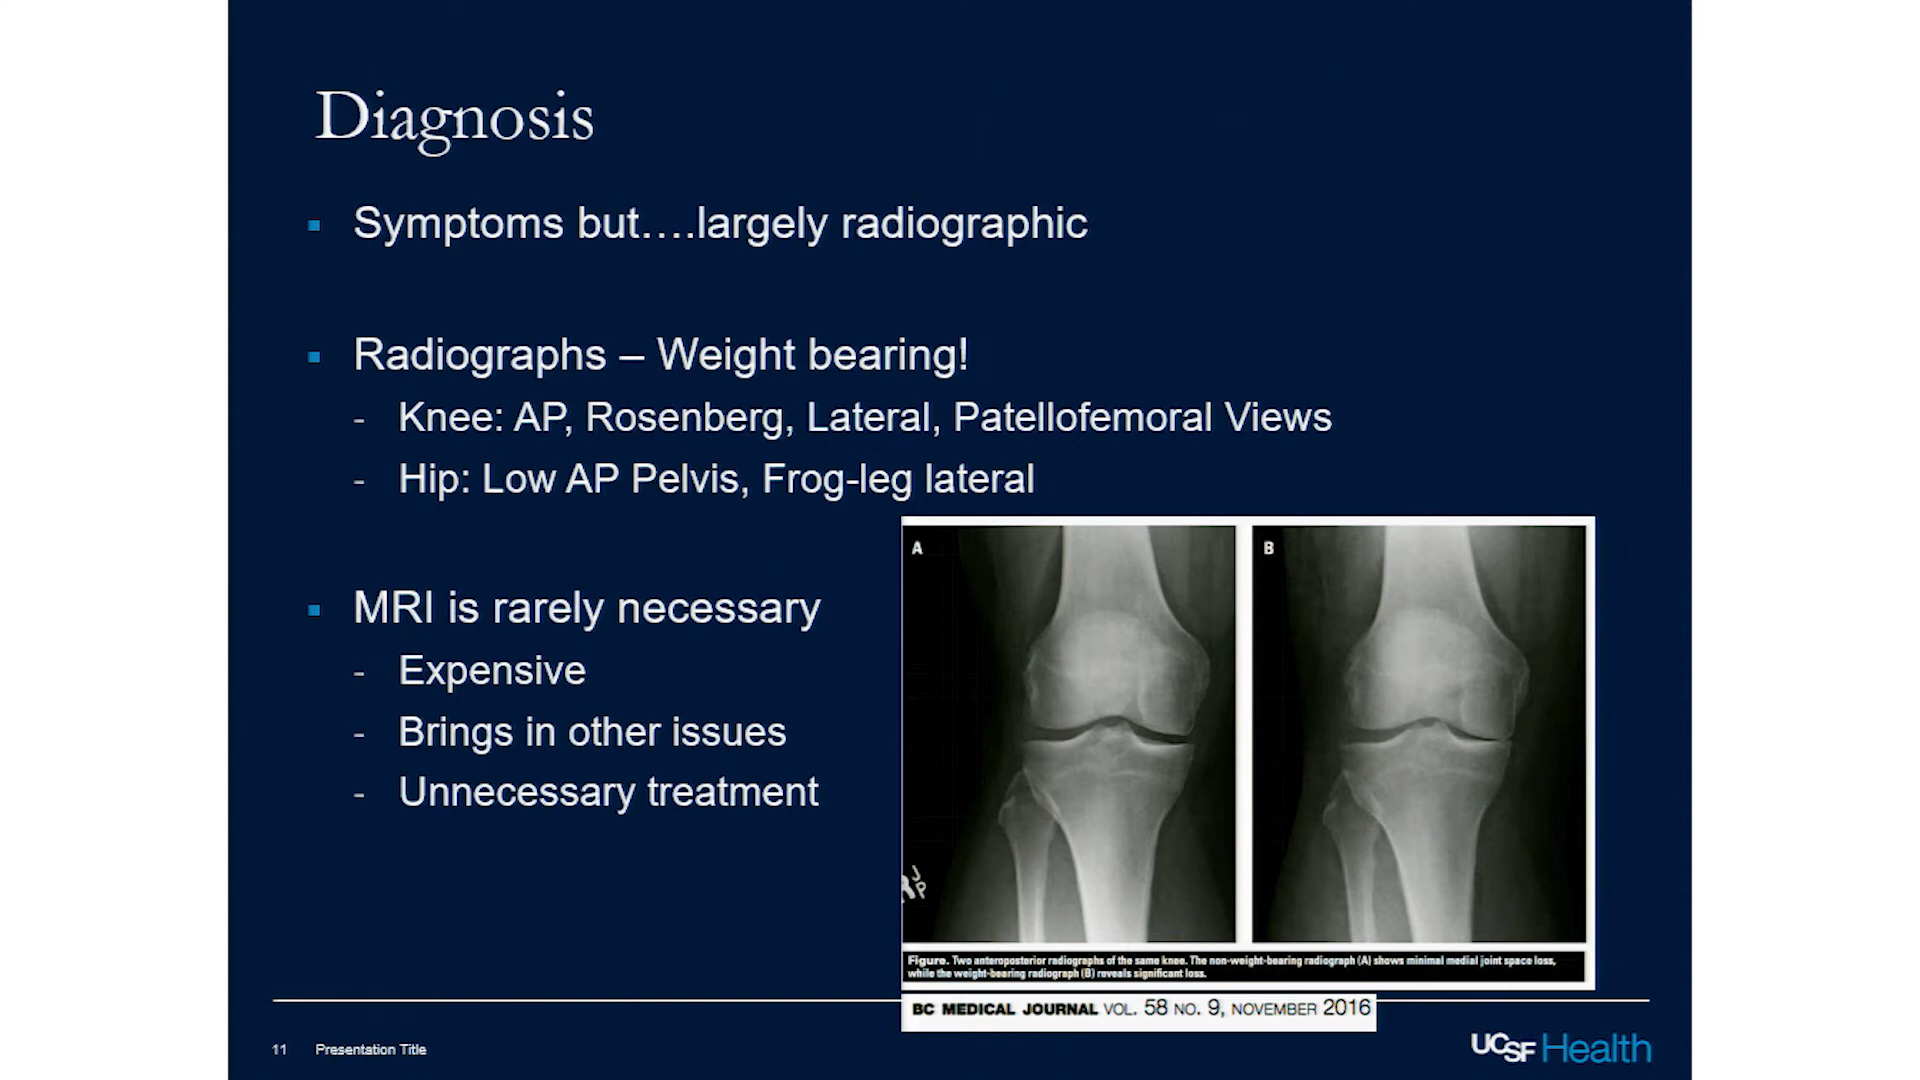 Diagnosis
Symptoms but....largely radiographic
Radiographs – Weight bearing!
- Knee: AP, Rosenberg, Lateral, Patellofemoral Views
- Hip: Low AP Pelvis, Frog-leg lateral
MRI is rarely necessary
- Expensive
- Brings in other issues
- Unnecessary treatment
A
B
R
JP
Figure. Two anteroposterior radiographs of the same knee. The non-weight-bearing radiograph (A) shows minimal medial joint space loss,
while the weight-bearing radiograph (B) reveals significant loss.
BC MEDICAL JOURNAL VOL. 58 NO. 9, NOVEMBER 2016
11 Presentation Title
UCSF Health